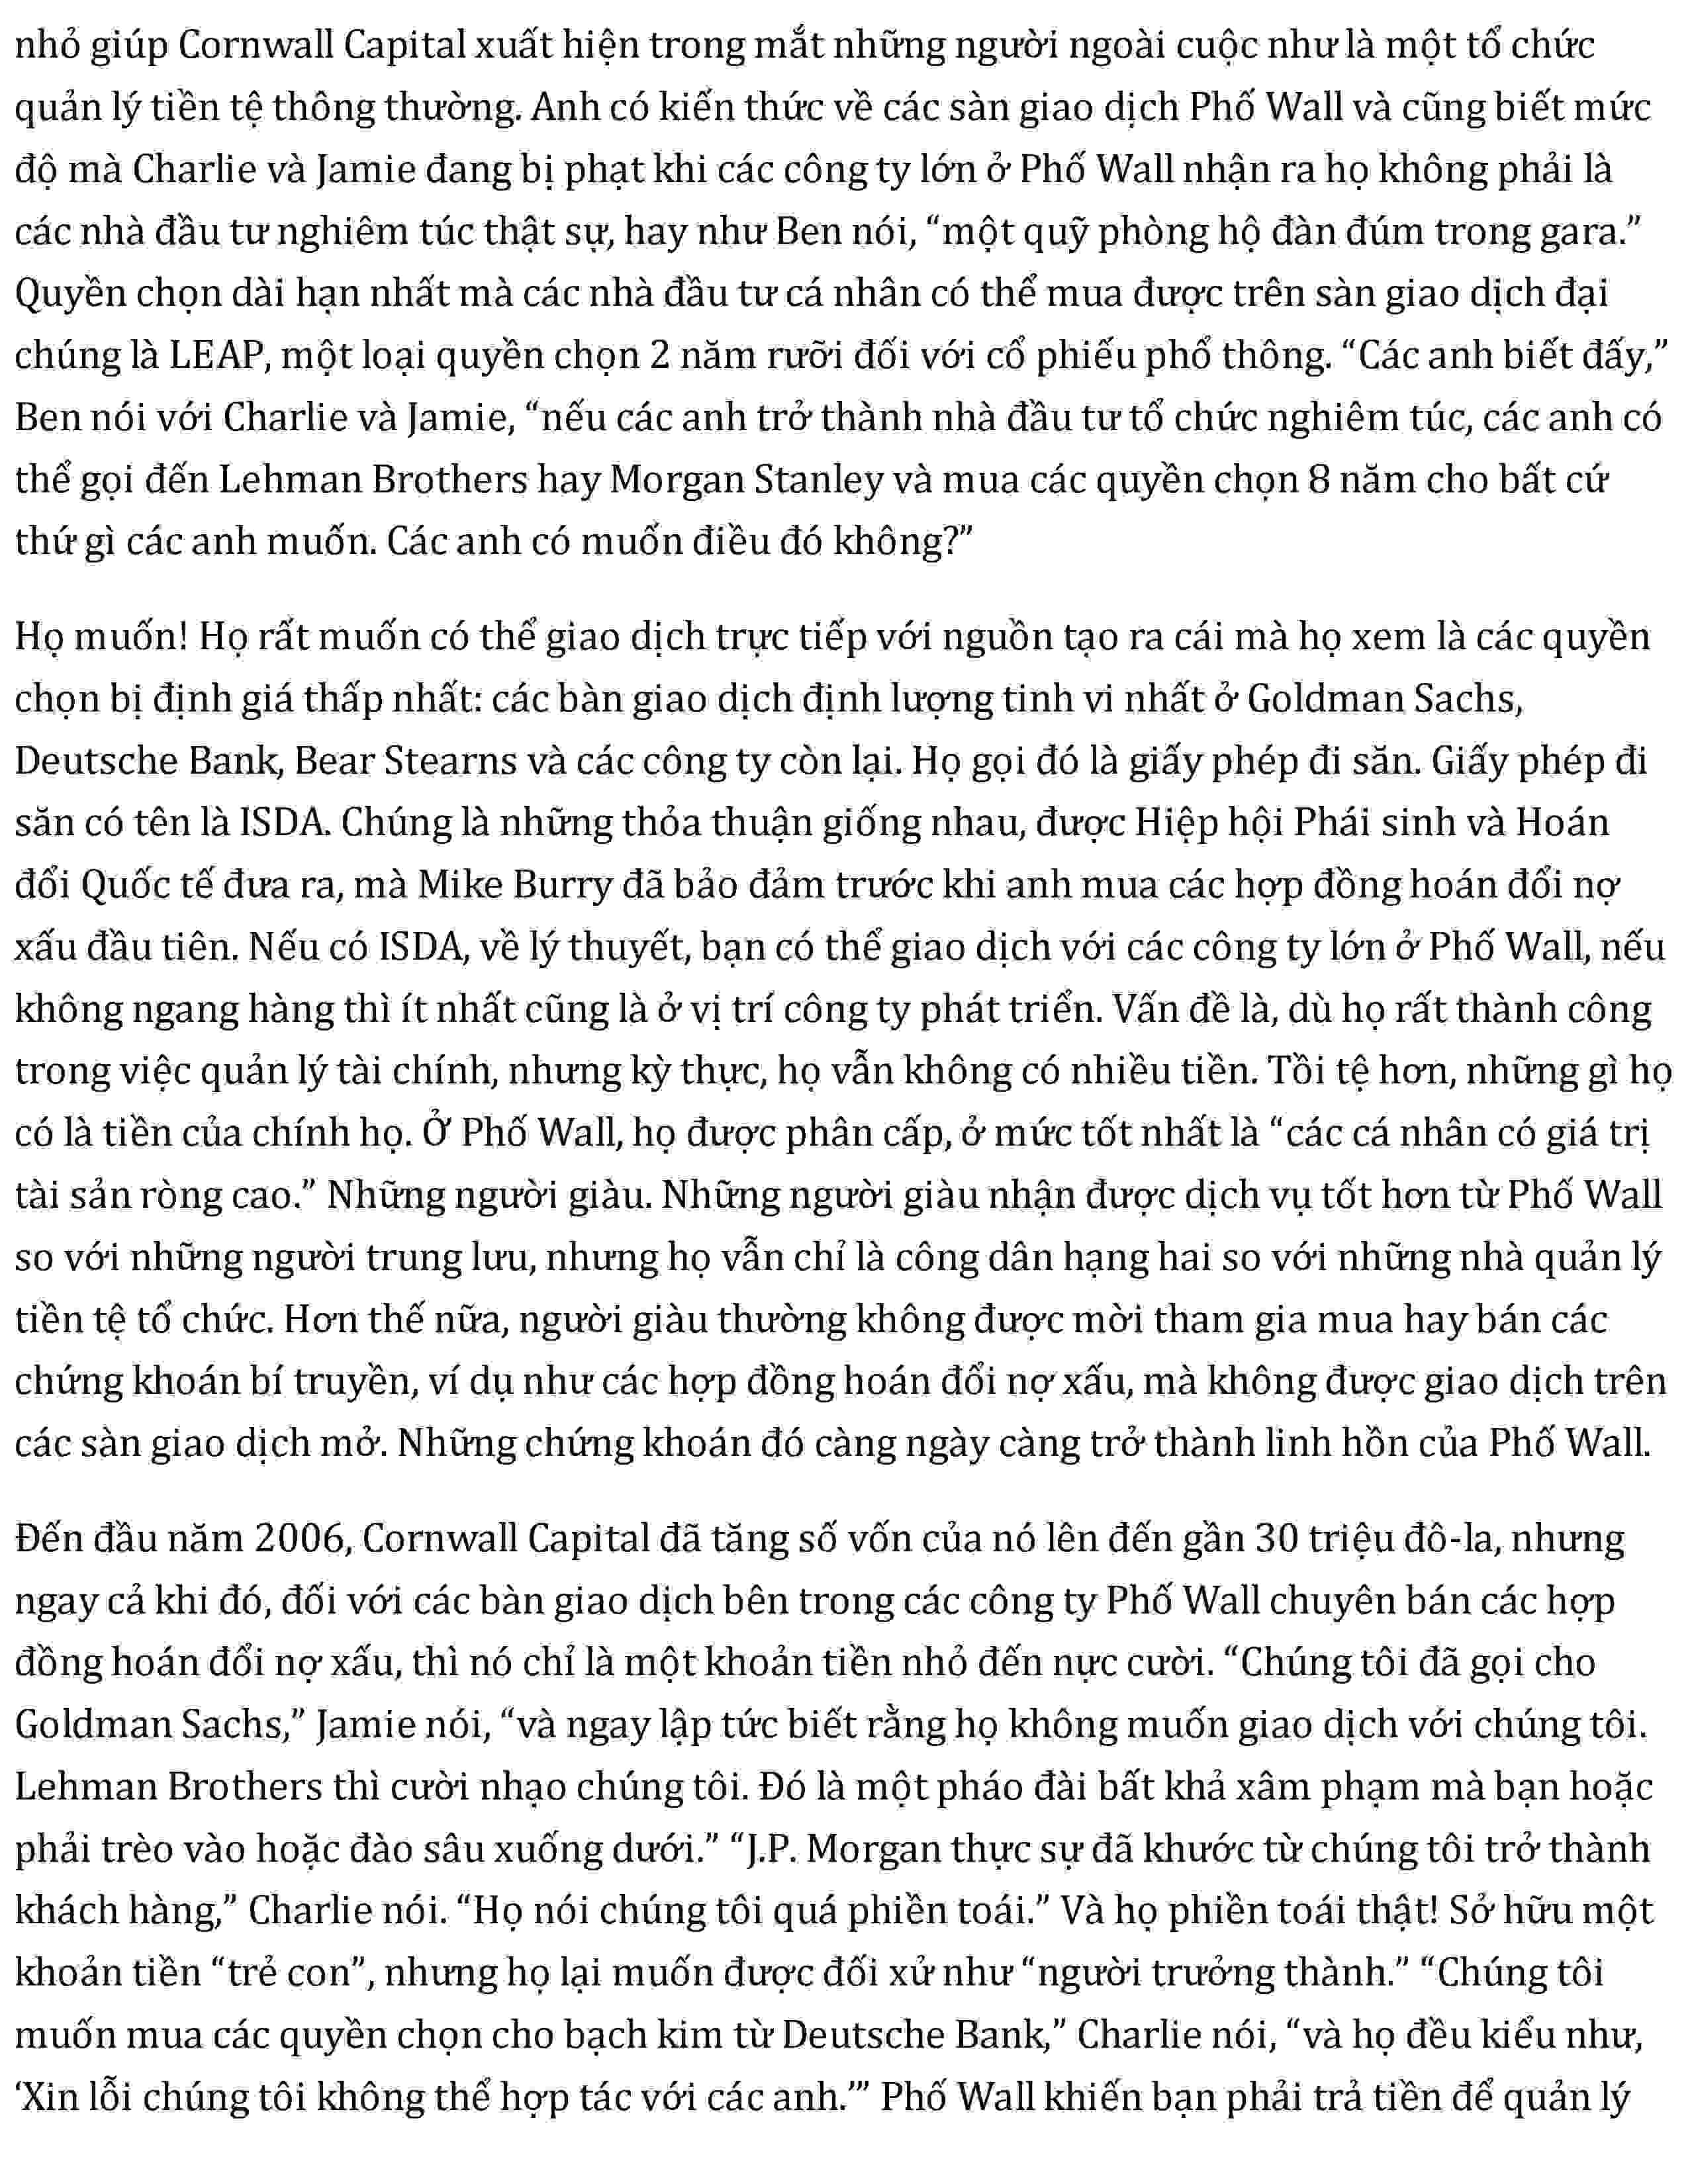 nhỏ giúp Cornwall Capital xuất hiện trong mắt những người ngoài cuộc như là một tổ chức
quản lý tiền tệ thông thường. Anh có kiến thức về các sàn giao dịch Phố Wall và cũng biết mức
độ mà Charlie và Jamie đang bị phạt khi các công ty lớn ở Phố Wall nhận ra họ không phải là
các nhà đầu tư nghiêm túc thật sự, hay như Ben nói, “một quỹ phòng hộ đàn đúm trong gara.”
Quyền chọn dài hạn nhất mà các nhà đầu tư cá nhân có thể mua được trên sàn giao dịch đại
chúng là LEAP, một loại quyền chọn 2 năm rưỡi đối với cổ phiếu phổ thông. “Các anh biết đấy,”
Ben nói với Charlie và Jamie, “nếu các anh trở thành nhà đầu tư tổ chức nghiêm túc, các anh có
thể gọi đến Lehman Brothers hay Morgan Stanley và mua các quyền chọn 8 năm cho bất cứ
thứ gì các anh muốn. Các anh có muốn điều đó không?”
Họ muốn! Họ rất muốn có thể giao dịch trực tiếp với nguồn tạo ra cái mà họ xem là các quyền
chọn bị định giá thấp nhất: các bàn giao dịch định lượng tinh vi nhất ở Goldman Sachs,
Deutsche Bank, Bear Stearns và các công ty còn lại. Họ gọi đó là giấy phép đi săn. Giấy phép đi
săn có tên là ISDA. Chúng là những thỏa thuận giống nhau, được Hiệp hội Phái sinh và Hoán
đổi Quốc tế đưa ra, mà Mike Burry đã bảo đảm trước khi anh mua các hợp đồng hoán đổi nợ
xấu đầu tiên. Nếu có ISDA, về lý thuyết, bạn có thể giao dịch với các công ty lớn ở Phố Wall, nếu
không ngang hàng thì ít nhất cũng là ở vị trí công ty phát triển. Vấn đề là, dù họ rất thành công
trong việc quản lý tài chính, nhưng kỳ thực, họ vẫn không có nhiều tiền. Tồi tệ hơn, những gì họ
có là tiền của chính họ. Ở Phố Wall, họ được phân cấp, ở mức tốt nhất là “các cá nhân có giá trị
tài sản ròng cao.” Những người giàu. Những người giàu nhận được dịch vụ tốt hơn từ Phố Wall
so với những người trung lưu, nhưng họ vẫn chỉ là công dân hạng hai so với những nhà quản lý
tiền tệ tổ chức. Hơn thế nữa, người giàu thường không được mời tham gia mua hay bán các
chứng khoán bí truyền, ví dụ như các hợp đồng hoán đổi nợ xấu, mà không được giao dịch trên
các sàn giao dịch mở. Những chứng khoán đó càng ngày càng trở thành linh hồn của Phố Wall.
Đến đầu năm 2006, Cornwall Capital đã tăng số vốn của nó lên đến gần 30 triệu đô-la, nhưng
ngay cả khi đó, đối với các bàn giao dịch bên trong các công ty Phố Wall chuyên bán các hợp
đồng hoán đổi nợ xấu, thì nó chỉ là một khoản tiền nhỏ đến nực cười. “Chúng tôi đã gọi cho
Goldman Sachs,” Jamie nói, “và ngay lập tức biết rằng họ không muốn giao dịch với chúng tôi.
Lehman Brothers thì cười nhạo chúng tôi. Đó là một pháo đài bất khả xâm phạm mà bạn hoặc
phải trèo vào hoặc đào sâu xuống dưới.” “J.P. Morgan thực sự đã khước từ chúng tôi trở thành
khách hàng,” Charlie nói. “Họ nói chúng tôi quá phiền toái.” Và họ phiền toái thật! Sở hữu một
khoản tiền “trẻ con”, nhưng họ lại muốn được đối xử như “người trưởng thành.” “Chúng tôi
muốn mua các quyền chọn cho bạch kim từ Deutsche Bank,” Charlie nói, “và họ đều kiểu như,
‘Xin lỗi chúng tôi không thể hợp tác với các anh.’” Phố Wall khiến bạn phải trả tiền để quản lý